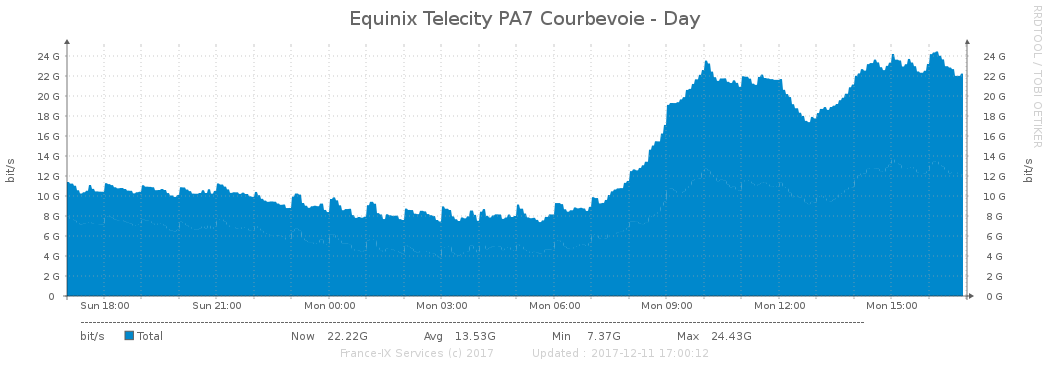 Equinix Telecity PA7 Courbevoie - Day
RRDTOOL / TOBI OETIKER
bit/s
24 G 24 G
22 G 22 G
20 G 20 G
18 G 18 G
16 G 16 G
14 G 14 G
12 G 12 G
10 G 10 G
8 G 8 G
6 G 6 G
4 G 4 G
2 G 2 G
0 0 G
bit/s
Sun 18:00 Sun 21:00 Mon 00:00 Mon 03:00 Mon 06:00 Mon 09:00 Mon 12:00 Mon 15:00
bit/s Total Now 22.22G Avg 13.53G Min 7.37G Max 24.43G
France-IX Services (c) 2017 Updated : 2017-12-11 17:00:12